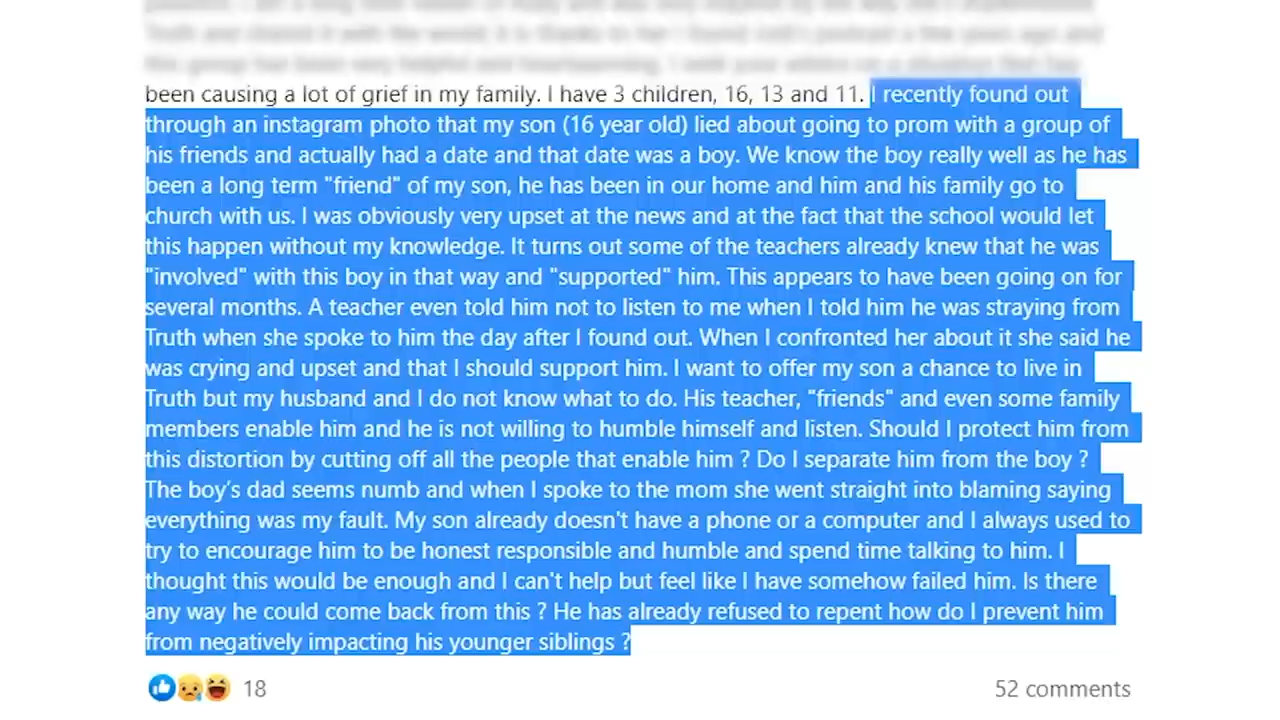 been causing a lot of grief in my family. I have 3 children, 16, 13 and 11. I recently found out
through an instagram photo that my son (16 year old) lied about going to prom with a group of
his friends and actually had a date and that date was a boy. We know the boy really well as he has
been a long term "friend" of my son, he has been in our home and him and his family go to
church with us. I was obviously very upset at the news and at the fact that the school would let
this happen without my knowledge. It turns out some of the teachers already knew that he was
"involved" with this boy in that way and "supported" him. This appears to have been going on for
several months. A teacher even told him not to listen to me when I told him he was straying from
Truth when she spoke to him the day after I found out. When I confronted her about it she said he
was crying and upset and that I should support him. I want to offer my son a chance to live in
Truth but my husband and I do not know what to do. His teacher, "friends" and even some family
members enable him and he is not willing to humble himself and listen. Should I protect him from
this distortion by cutting off all the people that enable him ? Do I separate him from the boy ?
The boy's dad seems numb and when I spoke to the mom she went straight into blaming saying
everything was my fault. My son already doesn't have a phone or a computer and I always used to
try to encourage him to be honest responsible and humble and spend time talking to him. I
thought this would be enough and I can't help but feel like I have somehow failed him. Is there
any way he could come back from this ? He has already refused to repent how do I prevent him
from negatively impacting his younger siblings ?
18
52 comments